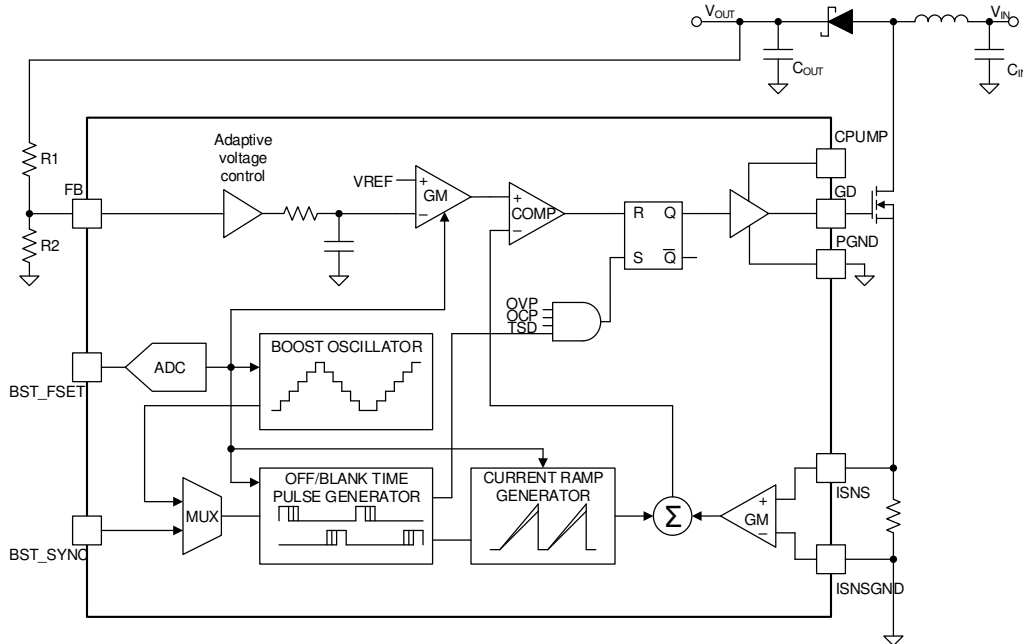 VOUT
VIN
COUT
CIN
CPUMP
Adaptive
voltage
control
R1
VREF
+
GM
−
+
COMP
−
R Q
S Q̅
GD
FB
R2
PGND
OVP
OCP
TSD
BOOST OSCILLATOR
ADC
BST_FSET
OFF/BLANK TIME
PULSE GENERATOR
CURRENT RAMP
GENERATOR
ISNS
MUX
Σ
+
GM
−
BST_SYNC
ISNSGND